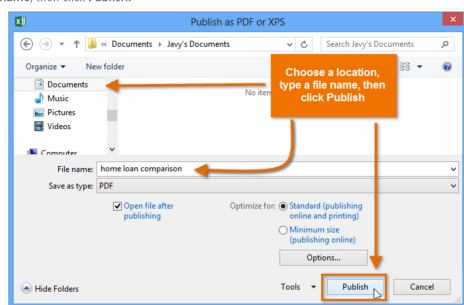 Publish as PDF or XPS
« Documents › Javy's Documents
Search Javy's Documents
Organize
New folder
Documents
Music
Pictures
Videos
Computer
No item
Choose a location,
type a file name, then
click Publish
File name: home loan comparison
Save as type: PDF
Open file after
publishing
Optimize for: Standard (publishing
online and printing)
Minimum size
(publishing online)
Options...
Hide Folders
Tools
Publish
Cancel